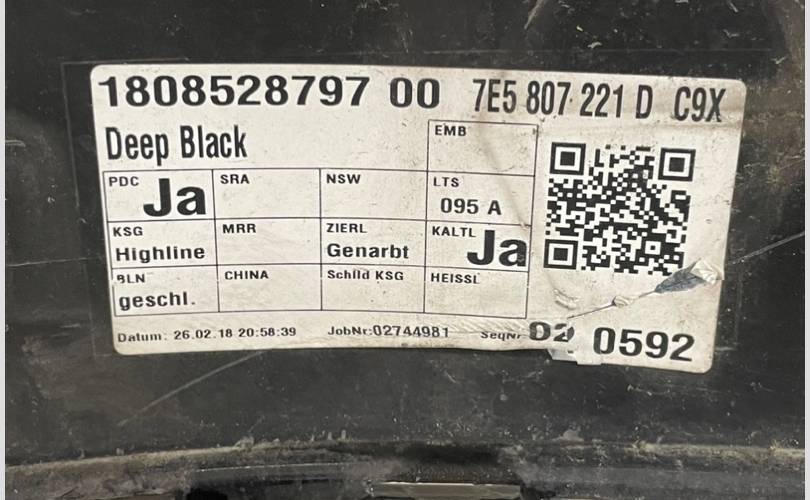 1808528797 00 7E5 807 221 D C9X
Deep Black
EMB
PDC Ja SRA NSW LTS 095 A
KSG Highline MRR ZIERL Genarbt KALTL Ja
BLN geschl. CHINA Schild KSG HEISSL
Datum: 26.02.18 20:58:39 JobNr:02744981 SeqNr 02 0592